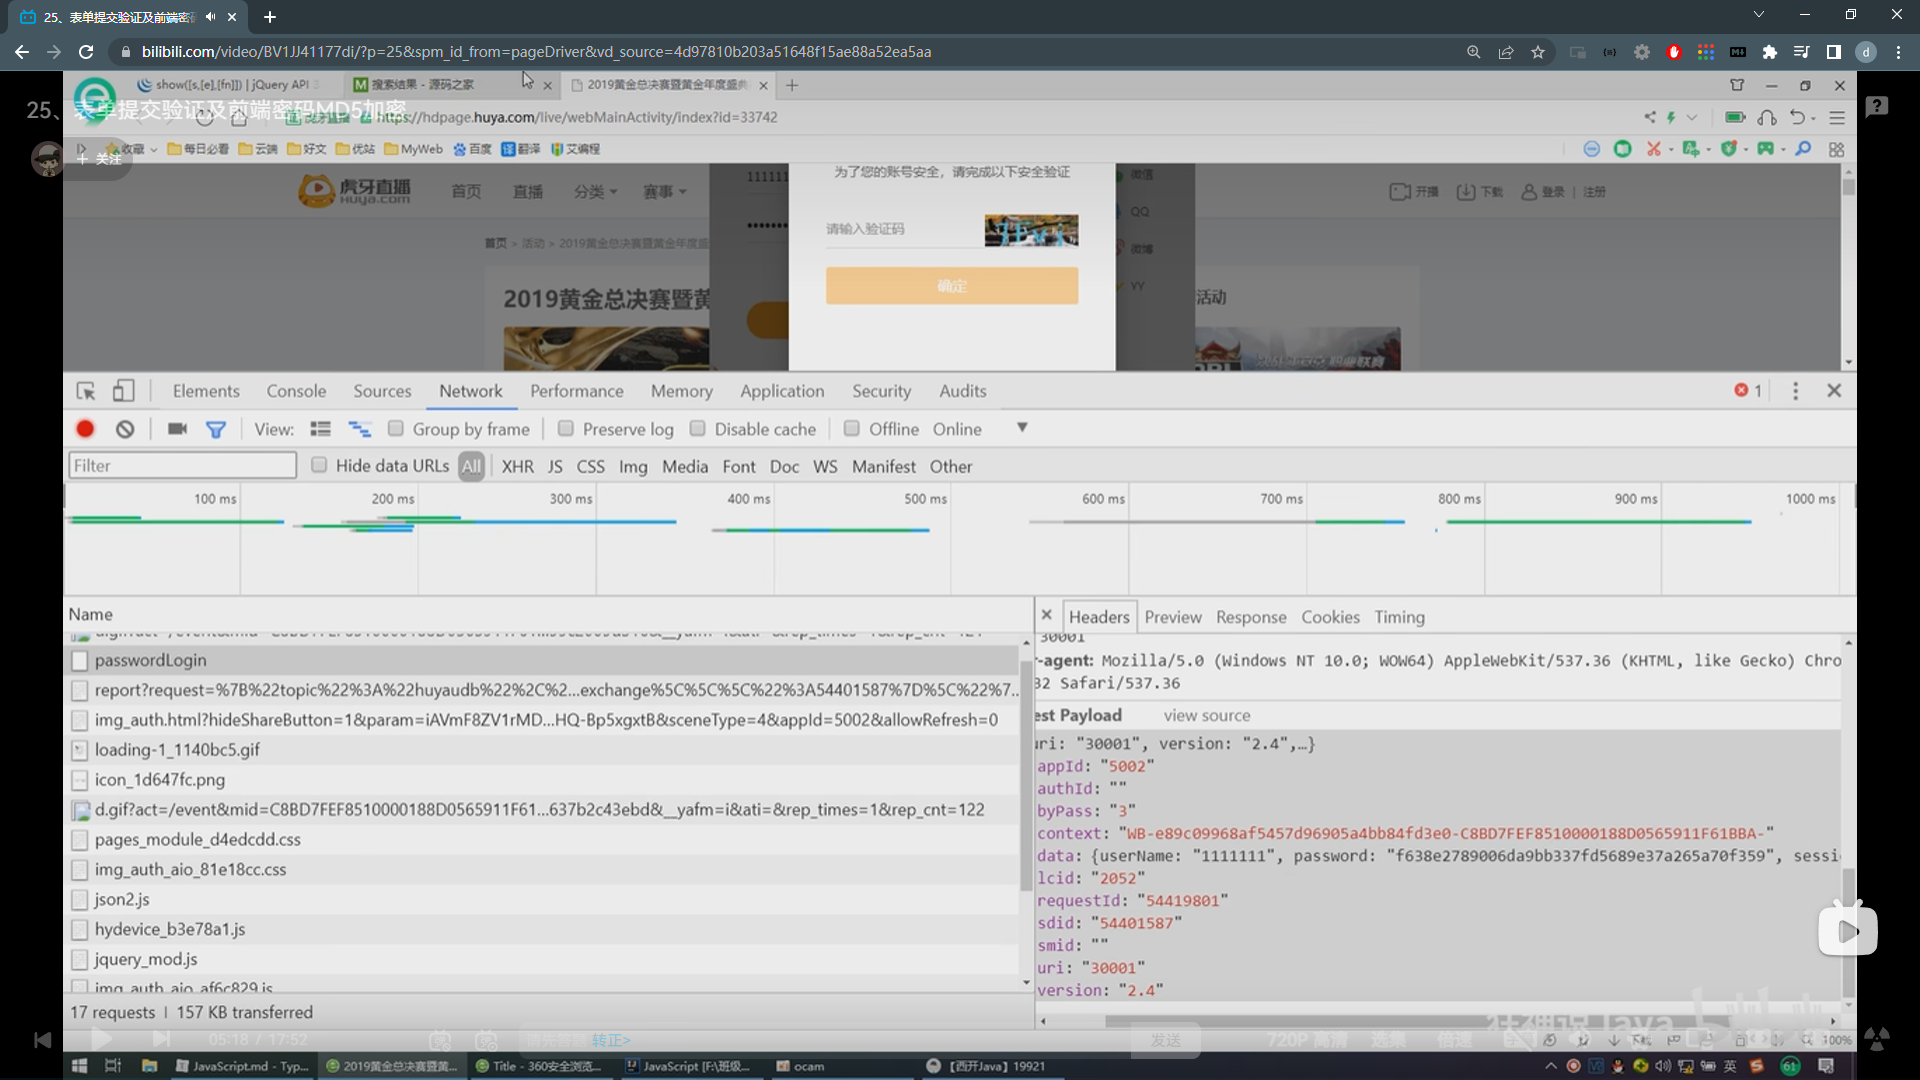 25、表单提交验证及前端密
bilibili.com/video/BV1JJ41177di/?p=25&spm_id_from=pageDriver&vd_source=4d97810b203a51648f15ae88a52ea5aa
show([s,[e],[fn]]) | jQuery API 3
搜索结果 - 源码之家
2019黄金总决赛暨黄金年度盛典
25、表单提交验证及前端密码MD5加密
https://hdpage.huya.com/live/webMainActivity/index?id=33742
+ 关注
收藏
每日必看
云端
好文
优站
MyWeb
百度
翻译
艾编程
虎牙直播
HUYA.COM
首页
直播
分类
赛事
开播
下载
登录 | 注册
首页 > 活动 > 2019黄金总决赛暨黄金年度盛
为了您的账号安全，请完成以下安全验证
请输入验证码
确定
微信
QQ
微博
YY
2019黄金总决赛暨黄
活动
Elements Console Sources Network Performance Memory Application Security Audits
1
View: Group by frame Preserve log Disable cache Offline Online
Filter
Hide data URLs All XHR JS CSS Img Media Font Doc WS Manifest Other
100 ms 200 ms 300 ms 400 ms 500 ms 600 ms 700 ms 800 ms 900 ms 1000 ms
Name
passwordLogin
report?request=%7B%22topic%22%3A%22huyaudb%22%2C%2...exchange%5C%5C%5C%22%3A54401587%7D%5C%22%7...
img_auth.html?hideShareButton=1&param=iAVmF8ZV1rMD...HQ-Bp5xgxtB&sceneType=4&appId=5002&allowRefresh=0
loading-1_1140bc5.gif
icon_1d647fc.png
d.gif?act=/event&mid=C8BD7FEF8510000188D0565911F61...637b2c43ebd&__yafm=i&ati=&rep_times=1&rep_cnt=122
pages_module_d4edcdd.css
img_auth_aio_81e18cc.css
json2.js
hydevice_b3e78a1.js
jquery_mod.js
img_auth_aio_af6c829.js
17 requests | 157 KB transferred
Headers Preview Response Cookies Timing
30001
r-agent: Mozilla/5.0 (Windows NT 10.0; WOW64) AppleWebKit/537.36 (KHTML, like Gecko) Chro
32 Safari/537.36
est Payload view source
uri: "30001", version: "2.4",…}
appId: "5002"
authId: ""
byPass: "3"
context: "WB-e89c09968af5457d96905a4bb84fd3e0-C8BD7FEF8510000188D0565911F61BBA-"
data: {userName: "1111111", password: "f638e2789006da9bb337fd5689e37a265a70f359", sessi
lcid: "2052"
requestId: "54419801"
sdid: "54401587"
smid: ""
uri: "30001"
version: "2.4"
05:18 / 17:52
转正>
发送
720P 高清
选集
倍速
100%
JavaScript.md - Typ...
2019黄金总决赛暨黄...
Title - 360安全浏览...
JavaScript [F:\班级...
ocam
【西开Java】19921
英
61